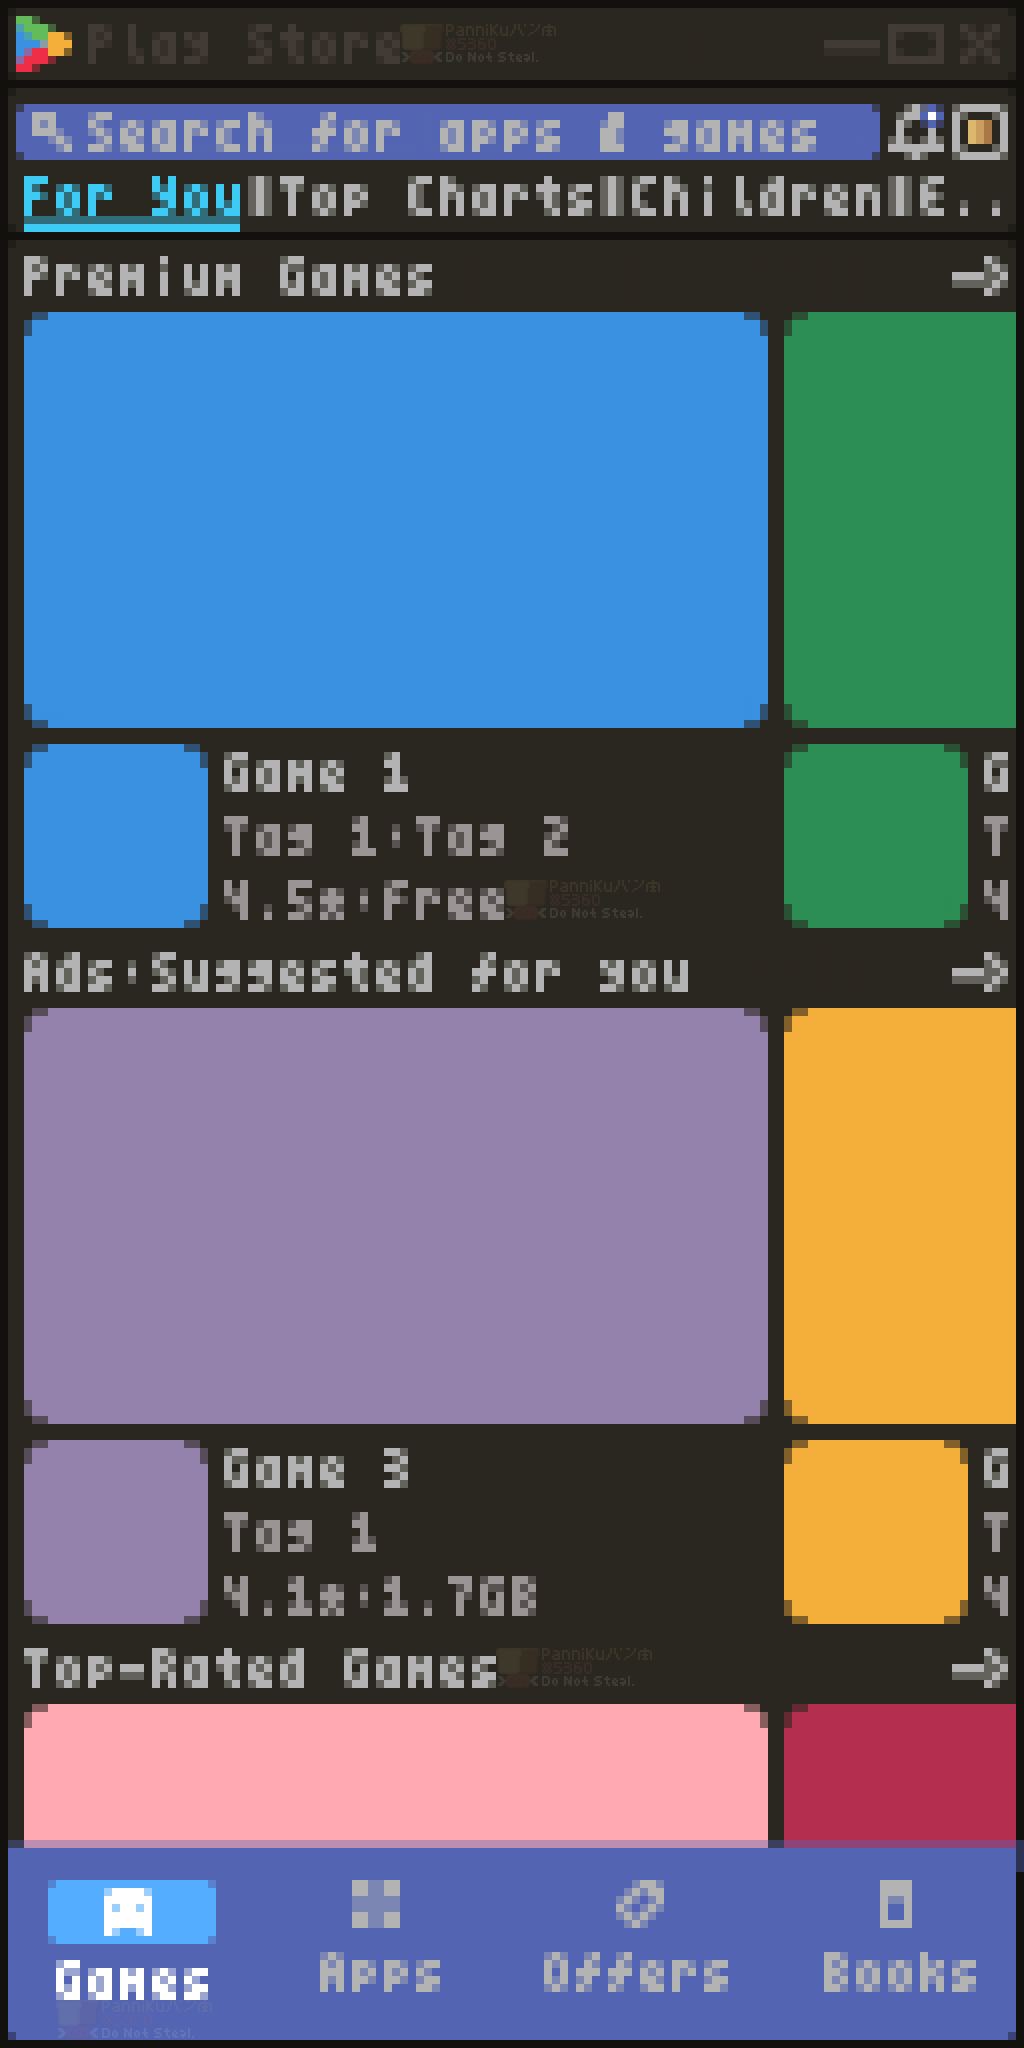 Play Store
PanniKuパン由
85360
Do Not Steal.
Search for apps & games
For You|Top Charts|Children|E..
Premium Games
Game 1
G
Tag 1·Tag 2
T
4.5★·Free
4
PanniKuパン由
85360
Do Not Steal.
Ads·Suggested for you
Game 3
G
Tag 1
T
4.1★·1.7GB
4
Top-Rated Games
PanniKuパン由
85360
Do Not Steal.
Games
Apps
Offers
Books
PanniKuパン由
85360
Do Not Steal.